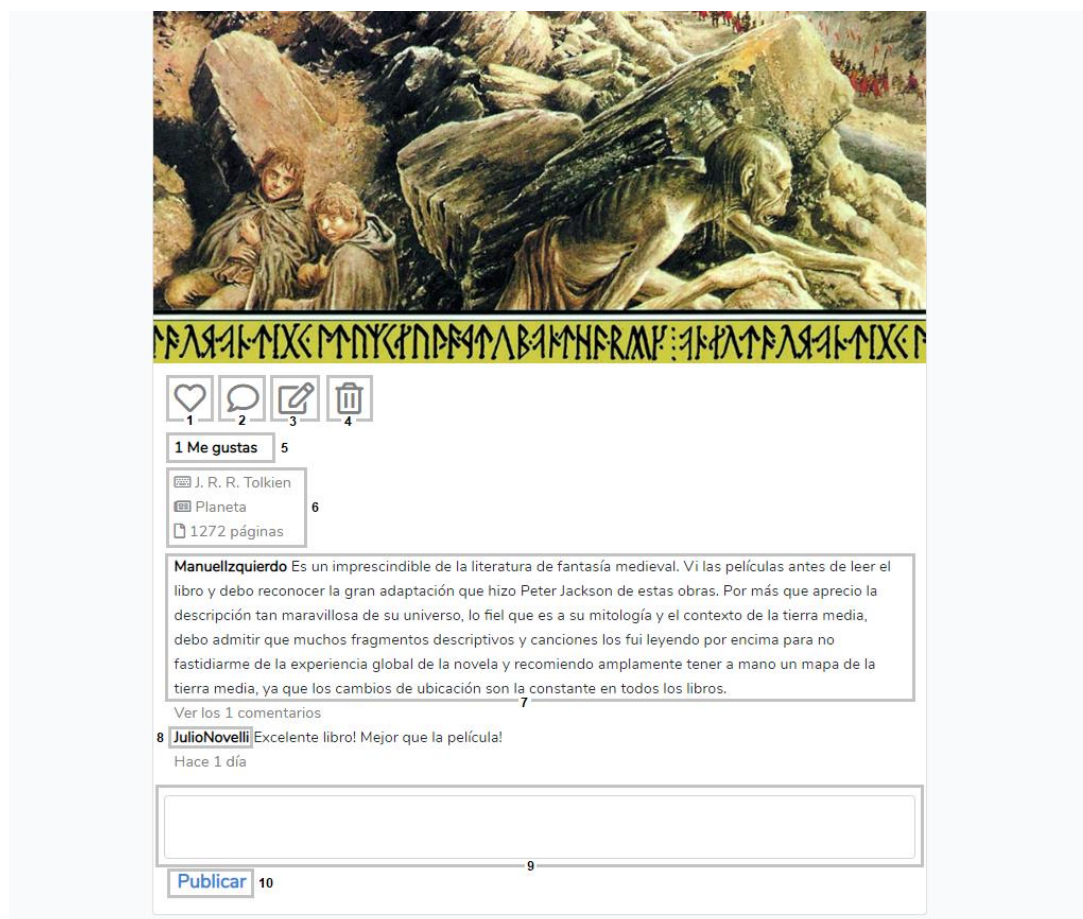 1 2 3 4
1 Me gustas 5
J. R. R. Tolkien
Planeta 6
1272 páginas
ManuelIzquierdo Es un imprescindible de la literatura de fantasía medieval. Vi las películas antes de leer el
libro y debo reconocer la gran adaptación que hizo Peter Jackson de estas obras. Por más que aprecio la
descripción tan maravillosa de su universo, lo fiel que es a su mitología y el contexto de la tierra media,
debo admitir que muchos fragmentos descriptivos y canciones los fui leyendo por encima para no
fastidiarme de la experiencia global de la novela y recomiendo amplamente tener a mano un mapa de la
tierra media, ya que los cambios de ubicación son la constante en todos los libros.
7
Ver los 1 comentarios
8 JulioNovelli Excelente libro! Mejor que la película!
Hace 1 día
9
Publicar 10